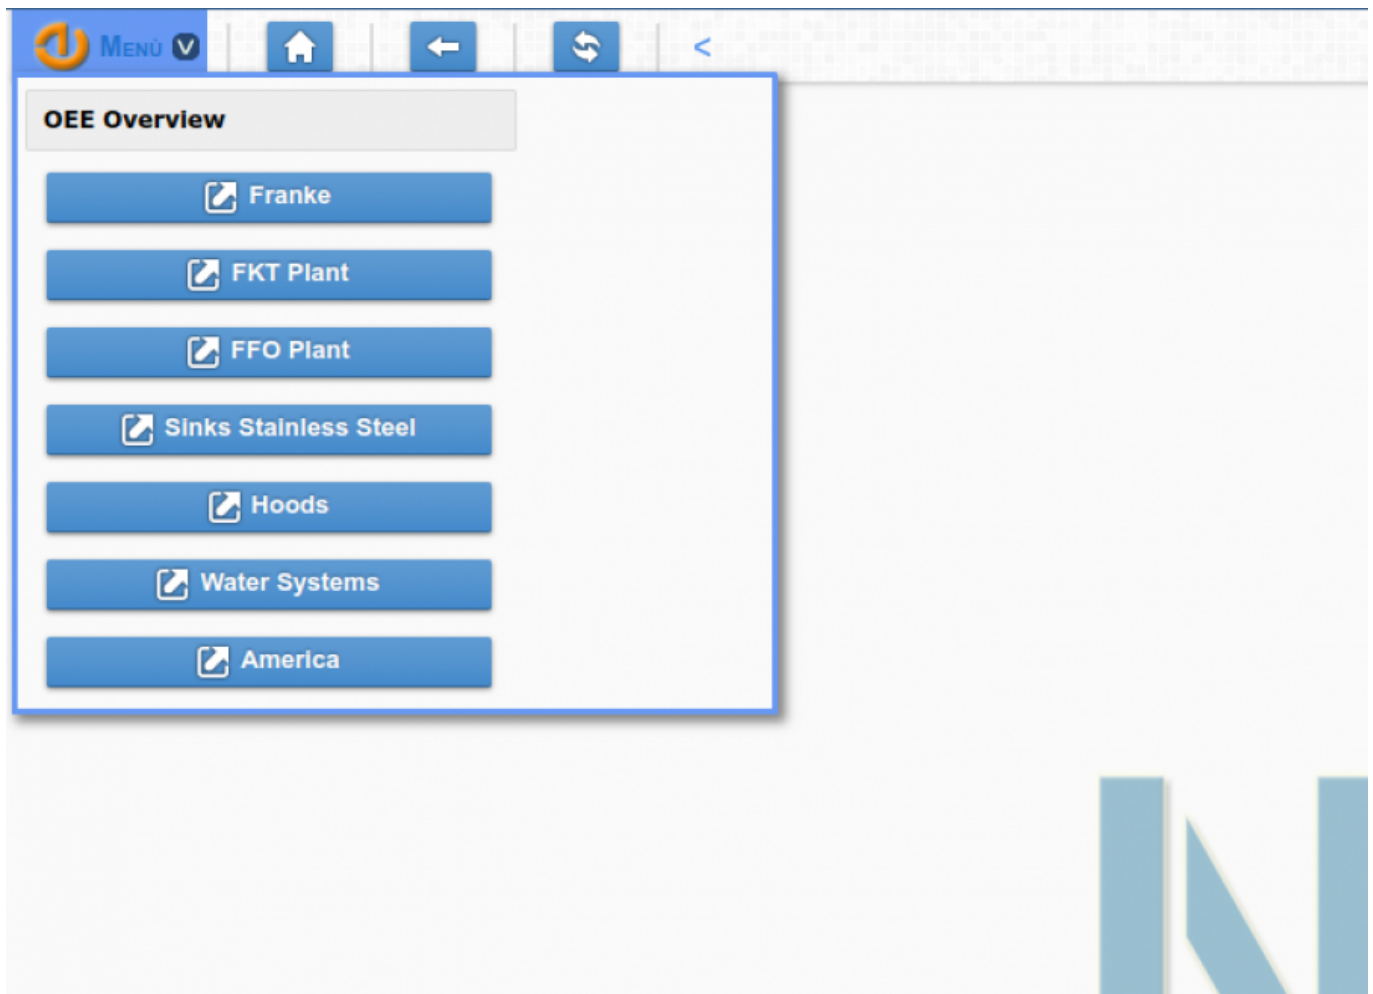 Menù V
<
OEE Overview
Franke
FKT Plant
FFO Plant
Sinks Stainless Steel
Hoods
Water Systems
America